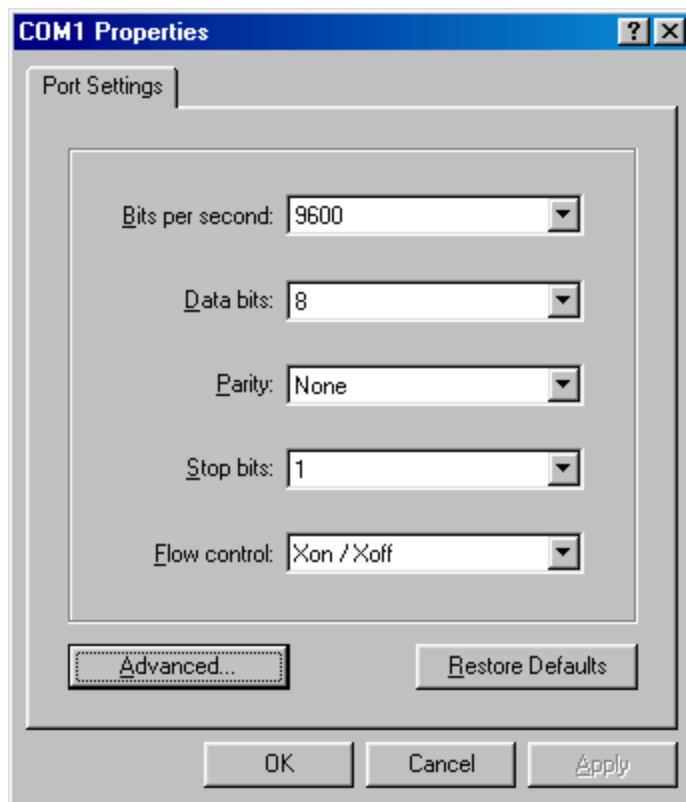 COM1 Properties
Port Settings
Bits per second: 9600
Data bits: 8
Parity: None
Stop bits: 1
Flow control: Xon / Xoff
Advanced... Restore Defaults
OK Cancel Apply